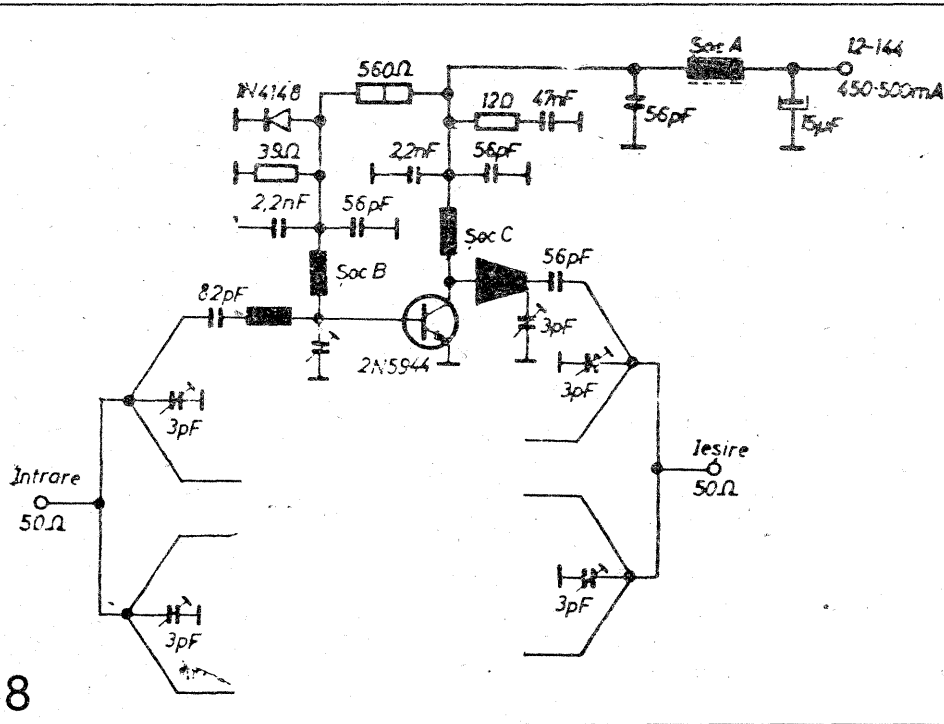 Soc A
12-144
450-500mA
560Ω
1N4148
12Ω
47nF
56pF
15µF
39Ω
2,2nF
56pF
2,2nF
56pF
Soc C
Soc B
56pF
82pF
3pF
2N5944
3pF
3pF
Intrare
50Ω
Iesire
50Ω
3pF
3pF
8